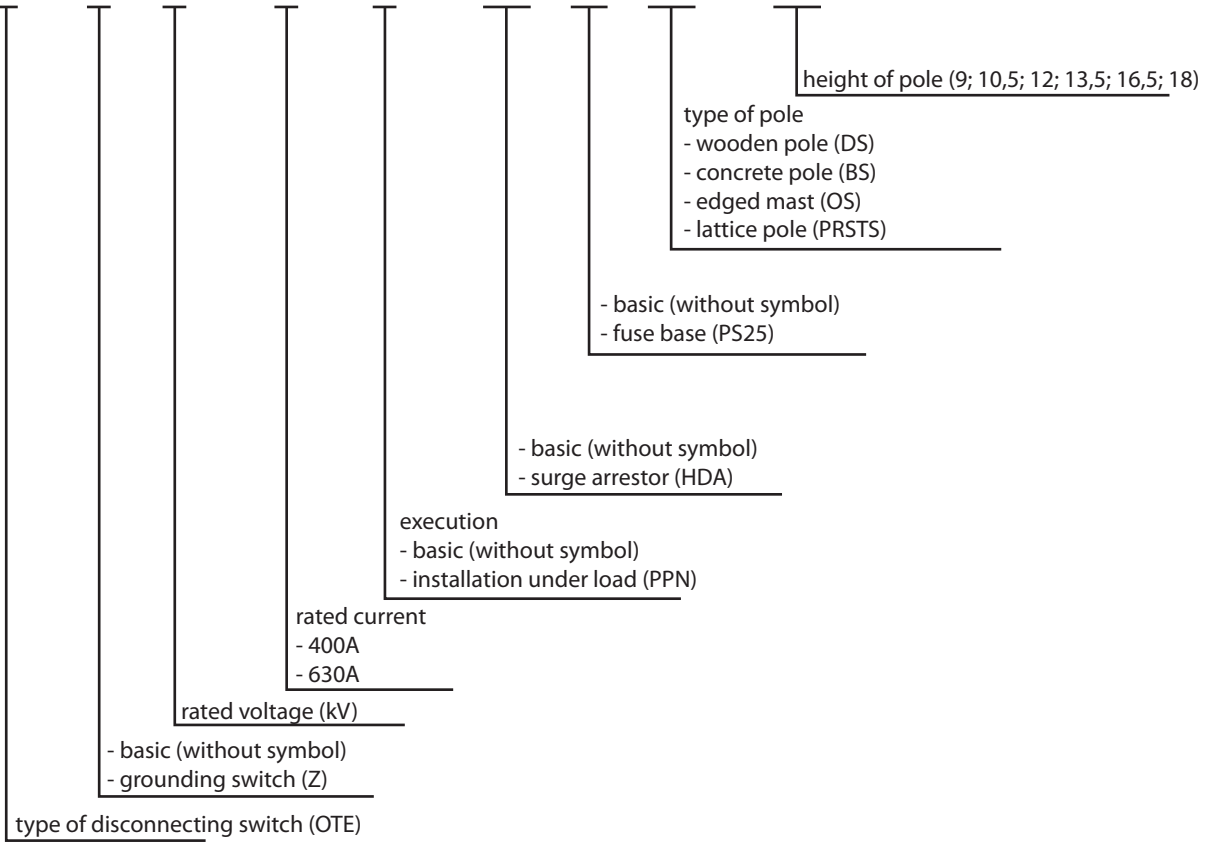 height of pole (9; 10,5; 12; 13,5; 16,5; 18)
type of pole
- wooden pole (DS)
- concrete pole (BS)
- edged mast (OS)
- lattice pole (PRSTS)
- basic (without symbol)
- fuse base (PS25)
- basic (without symbol)
- surge arrestor (HDA)
execution
- basic (without symbol)
- installation under load (PPN)
rated current
- 400A
- 630A
rated voltage (kV)
- basic (without symbol)
- grounding switch (Z)
type of disconnecting switch (OTE)